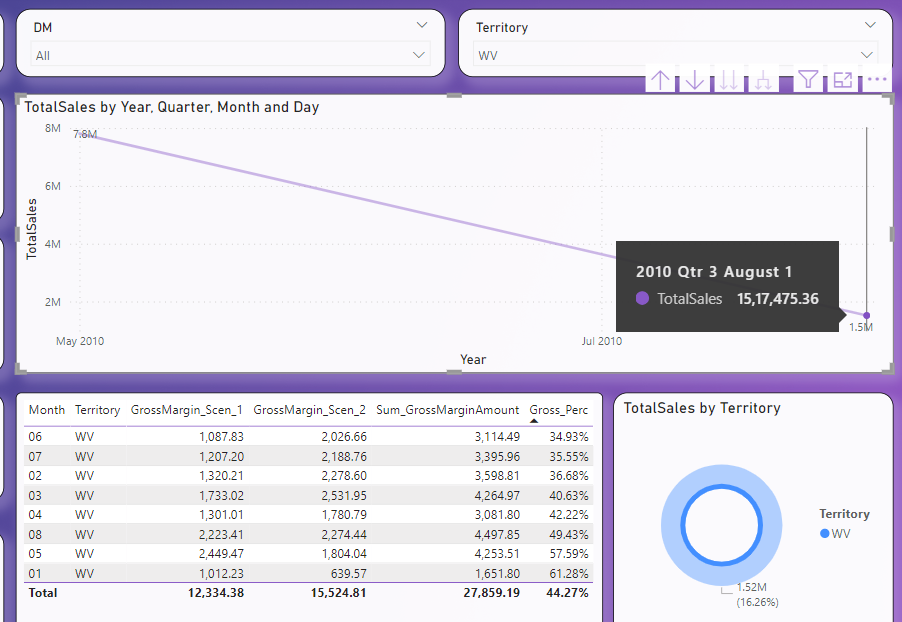 DM
All
Territory
WV
TotalSales by Year, Quarter, Month and Day
8M
7.6M
6M
4M
2M
TotalSales
2010 Qtr 3 August 1
TotalSales 15,17,475.36
1.5M
May 2010
Jul 2010
Year
Month Territory GrossMargin_Scen_1 GrossMargin_Scen_2 Sum_GrossMarginAmount Gross_Perc
06 WV 1,087.83 2,026.66 3,114.49 34.93%
07 WV 1,207.20 2,188.76 3,395.96 35.55%
02 WV 1,320.21 2,278.60 3,598.81 36.68%
03 WV 1,733.02 2,531.95 4,264.97 40.63%
04 WV 1,301.01 1,780.79 3,081.80 42.22%
08 WV 2,223.41 2,274.44 4,497.85 49.43%
05 WV 2,449.47 1,804.04 4,253.51 57.59%
01 WV 1,012.23 639.57 1,651.80 61.28%
Total 12,334.38 15,524.81 27,859.19 44.27%
TotalSales by Territory
Territory
WV
1.52M
(16.26%)